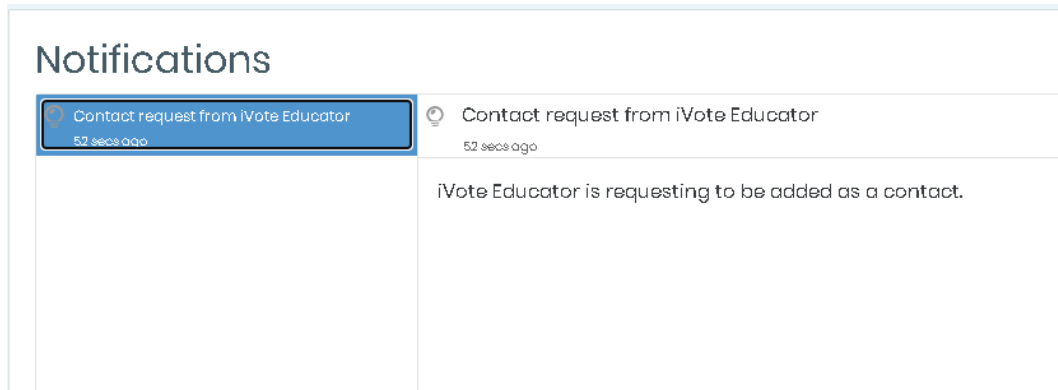 Notifications
Contact request from iVote Educator
52 secs ago
Contact request from iVote Educator
52 secs ago
iVote Educator is requesting to be added as a contact.